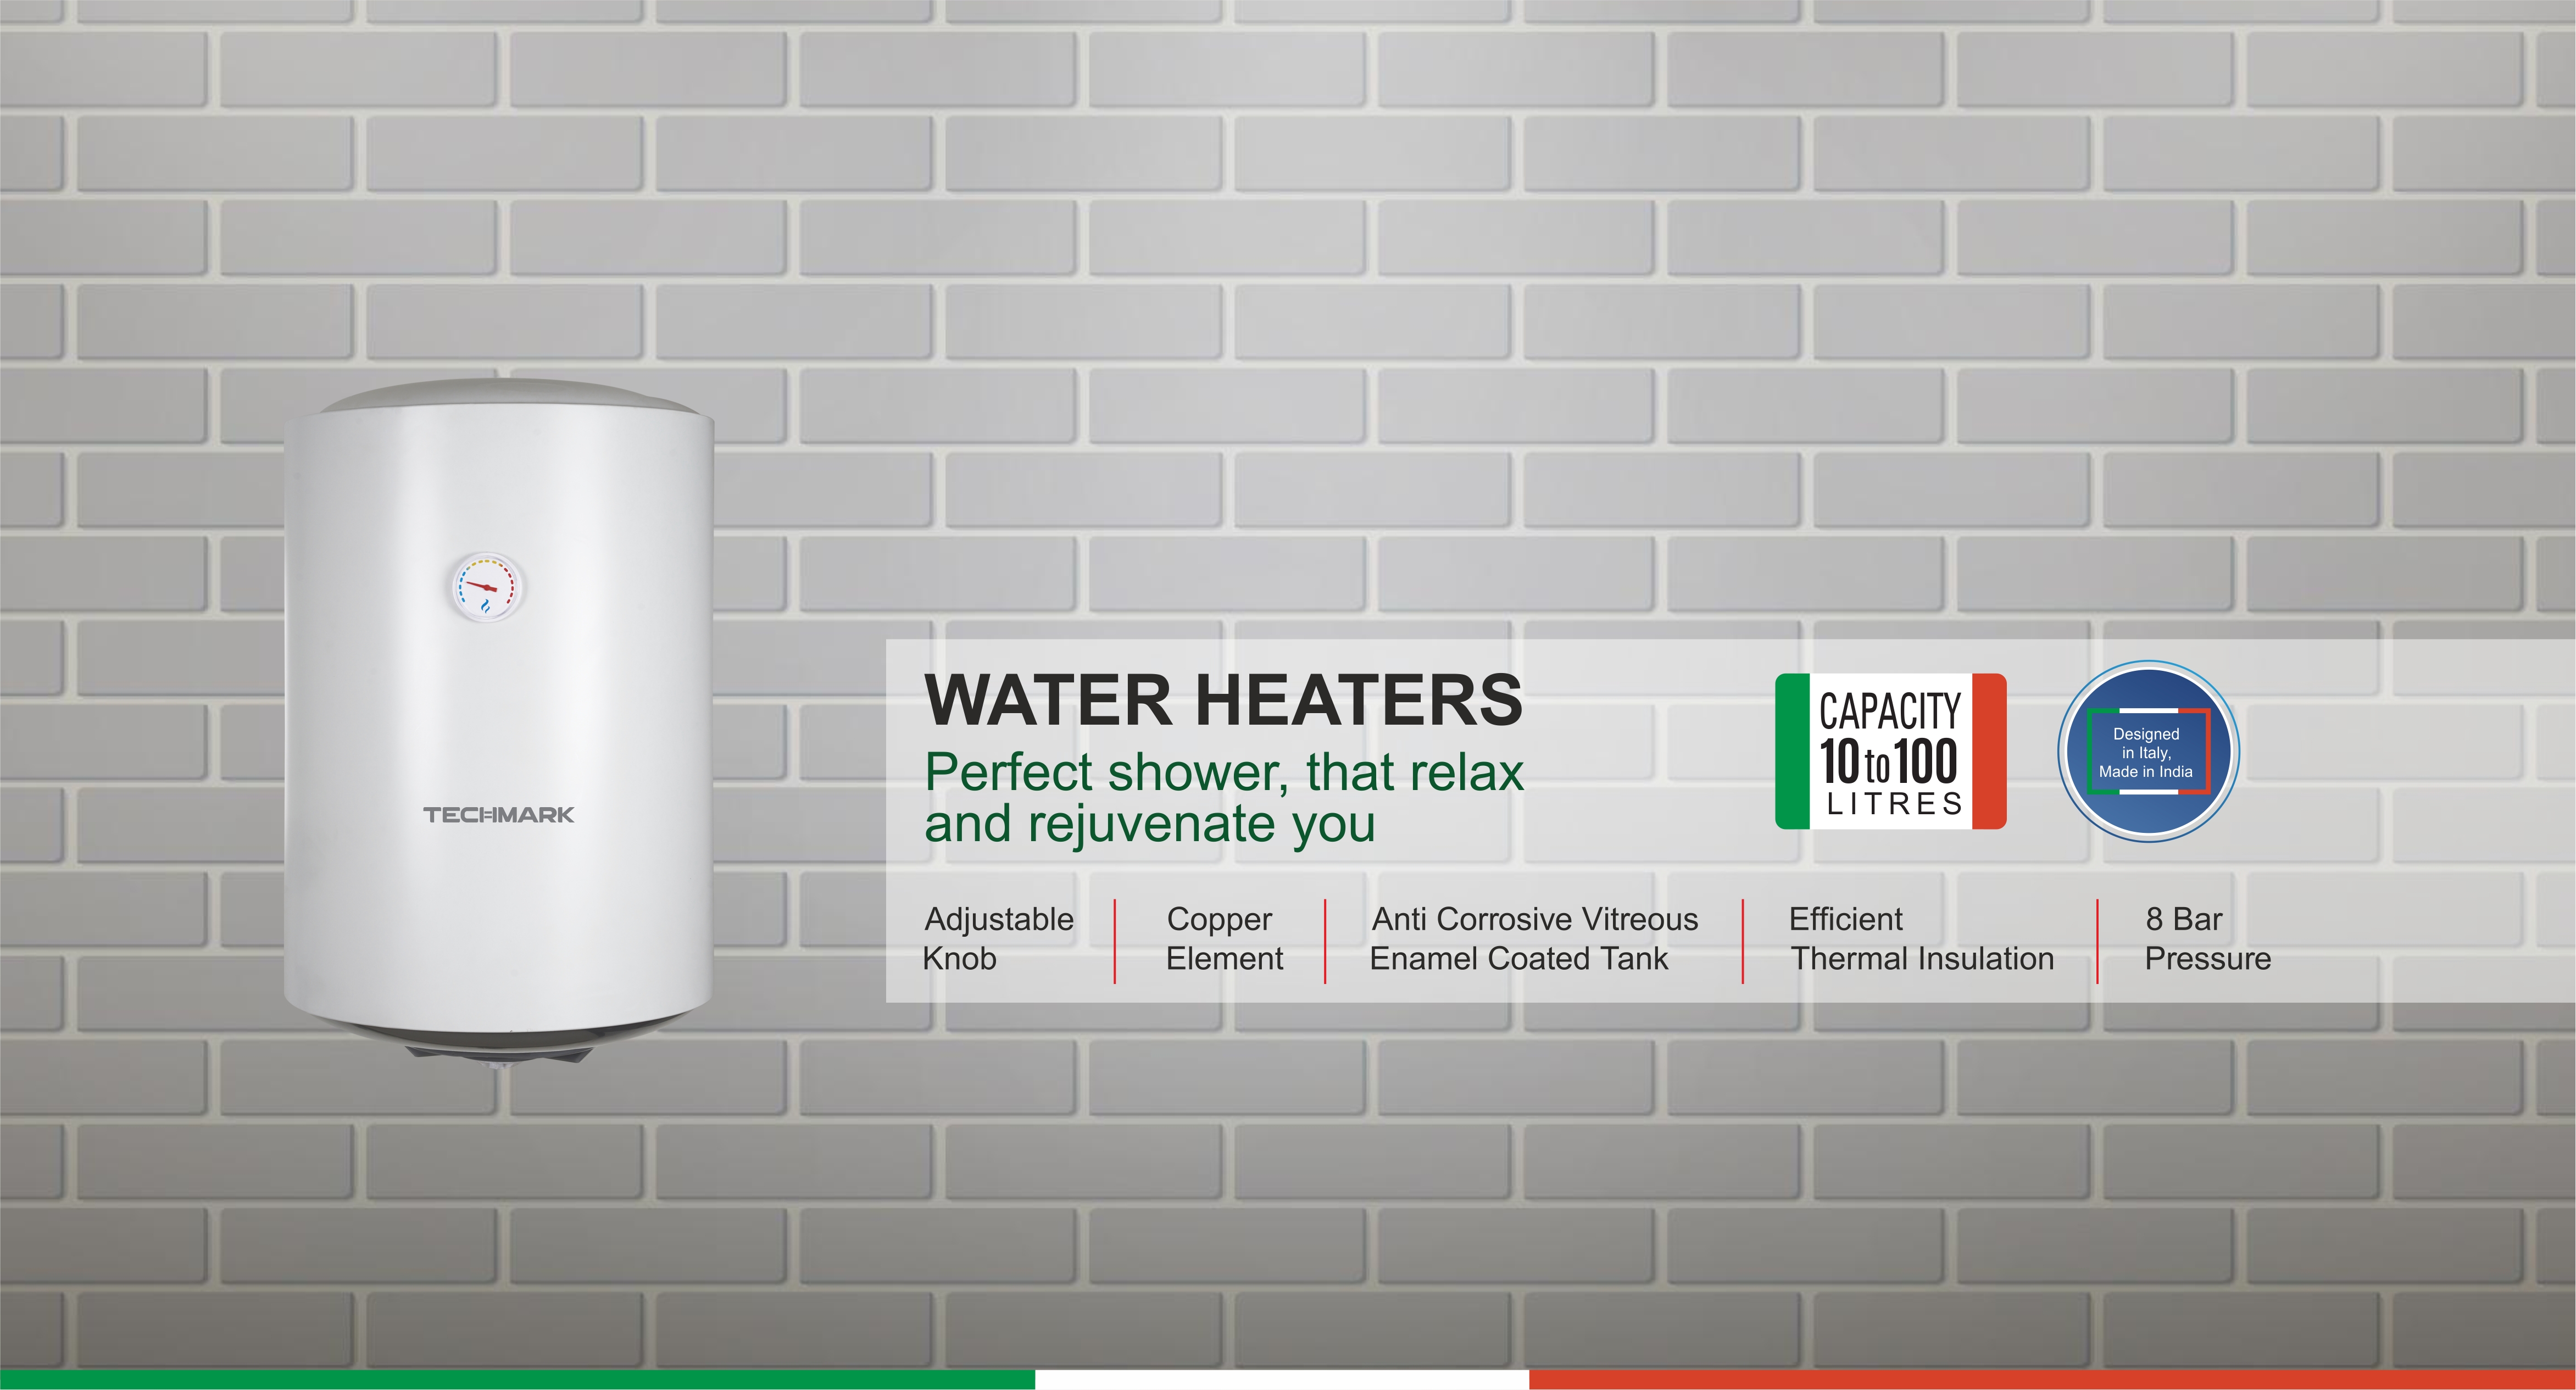 TECHMARK
WATER HEATERS
Perfect shower, that relax
and rejuvenate you
CAPACITY
10 to 100
LITRES
Designed
in Italy,
Made in India
Adjustable
Knob
Copper
Element
Anti Corrosive Vitreous
Enamel Coated Tank
Efficient
Thermal Insulation
8 Bar
Pressure